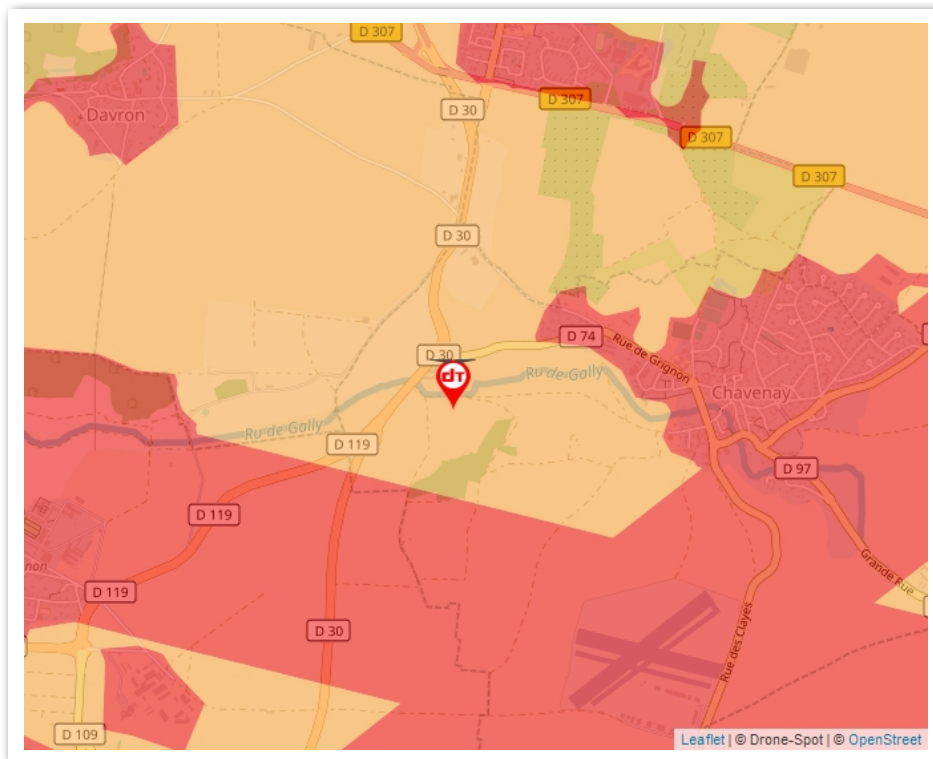 D 307
Davron
D 30
D 307
D 307
D 307
D 30
D 74
Rue de Grignon
D 30
dT
Ru de Gally
Chavenay
Ru de Gally
D 119
D 97
D 119
Grande Rue
non
D 119
Rue des Clayes
D 30
D 109
Leaflet | © Drone-Spot | © OpenStreet